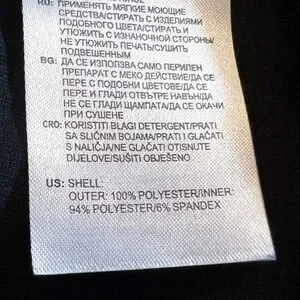 RU: ПРИМЕНЯТЬ МЯГКИЕ МОЮЩИЕ
СРЕДСТВА/СТИРАТЬ С ИЗДЕЛИЯМИ
ПОДОБНОГО ЦВЕТА/СТИРАТЬ И
УТЮЖИТЬ С ИЗНАНОЧНОЙ СТОРОНЫ/
НЕ УТЮЖИТЬ ПЕЧАТЬ/СУШИТЬ
ПОДВЕШЕННЫМ
BG: ДА СЕ ИЗПОЛЗВА САМО ПЕРИЛЕН
ПРЕПАРАТ С МЕКО ДЕЙСТВИЕ/ДА СЕ
ПЕРЕ С ПОДОБНИ ЦВЕТОВЕ/ДА СЕ
ПЕРЕ И ГЛАДИ ОТВЪТРЕ НАВЪН/ДА
НЕ СЕ ГЛАДИ ЩАМПАТА/ДА СЕ ОКАЧИ
ПРИ СУШЕНЕ
CRO: KORISTITI BLAGI DETERGENT/PRATI
SA SLIČNIM BOJAMA/PRATI I GLAČATI
S NALIČJA/NE GLAČATI OTISNUTE
DIJELOVE/SUŠITI OBJEŠENO
US: SHELL:
OUTER: 100% POLYESTER/INNER:
94% POLYESTER/6% SPANDEX